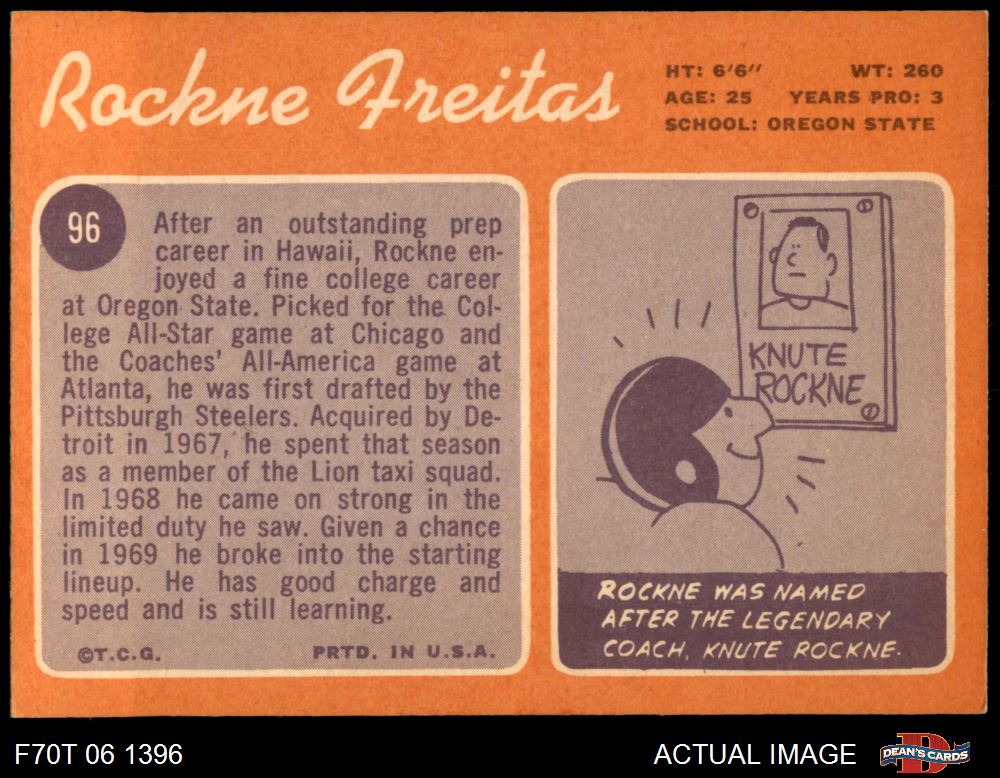 Rockne Freitas
HT: 6'6" WT: 260
AGE: 25 YEARS PRO: 3
SCHOOL: OREGON STATE
96
After an outstanding prep
career in Hawaii, Rockne en-
joyed a fine college career
at Oregon State. Picked for the Col-
lege All-Star game at Chicago and
the Coaches' All-America game at
Atlanta, he was first drafted by the
Pittsburgh Steelers. Acquired by De-
troit in 1967, he spent that season
as a member of the Lion taxi squad.
In 1968 he came on strong in the
limited duty he saw. Given a chance
in 1969 he broke into the starting
lineup. He has good charge and
speed and is still learning.
©T.C.G. PRTD. IN U.S.A.
KNUTE
ROCKNE
ROCKNE WAS NAMED
AFTER THE LEGENDARY
COACH, KNUTE ROCKNE.
F70T 06 1396
ACTUAL IMAGE
D
DEAN'S CARDS